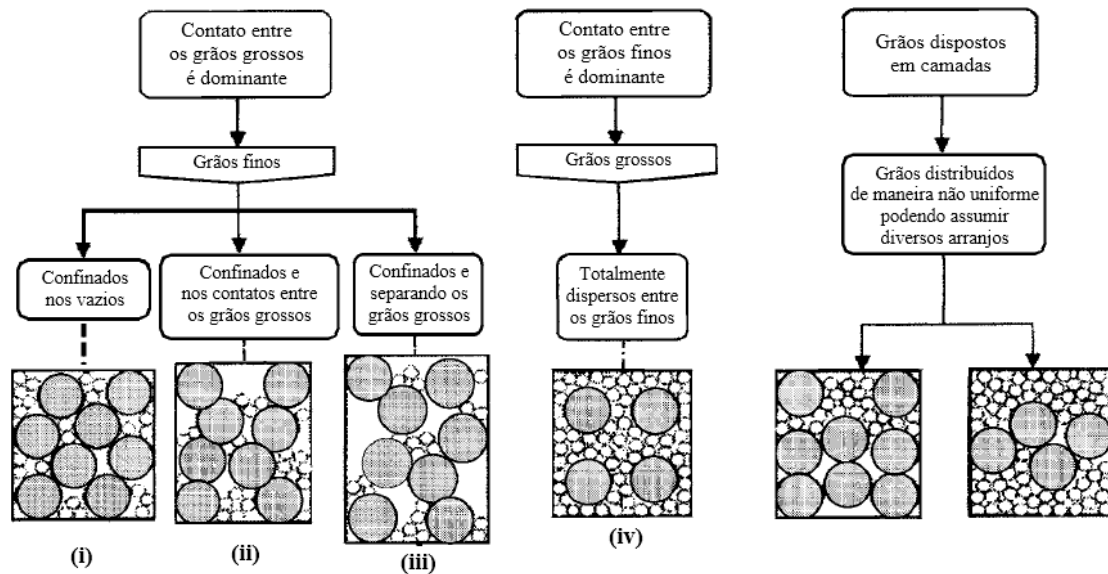 Contato entre
os grãos grossos
é dominante
Contato entre
os grãos finos
é dominante
Grãos dispostos
em camadas
Grãos finos
Grãos grossos
Grãos distribuídos
de maneira não uniforme
podendo assumir
diversos arranjos
Confinados
nos vazios
Confinados e
nos contatos entre
os grãos grossos
Confinados e
separando os
grãos grossos
Totalmente
dispersos entre
os grãos finos
(i)
(ii)
(iii)
(iv)